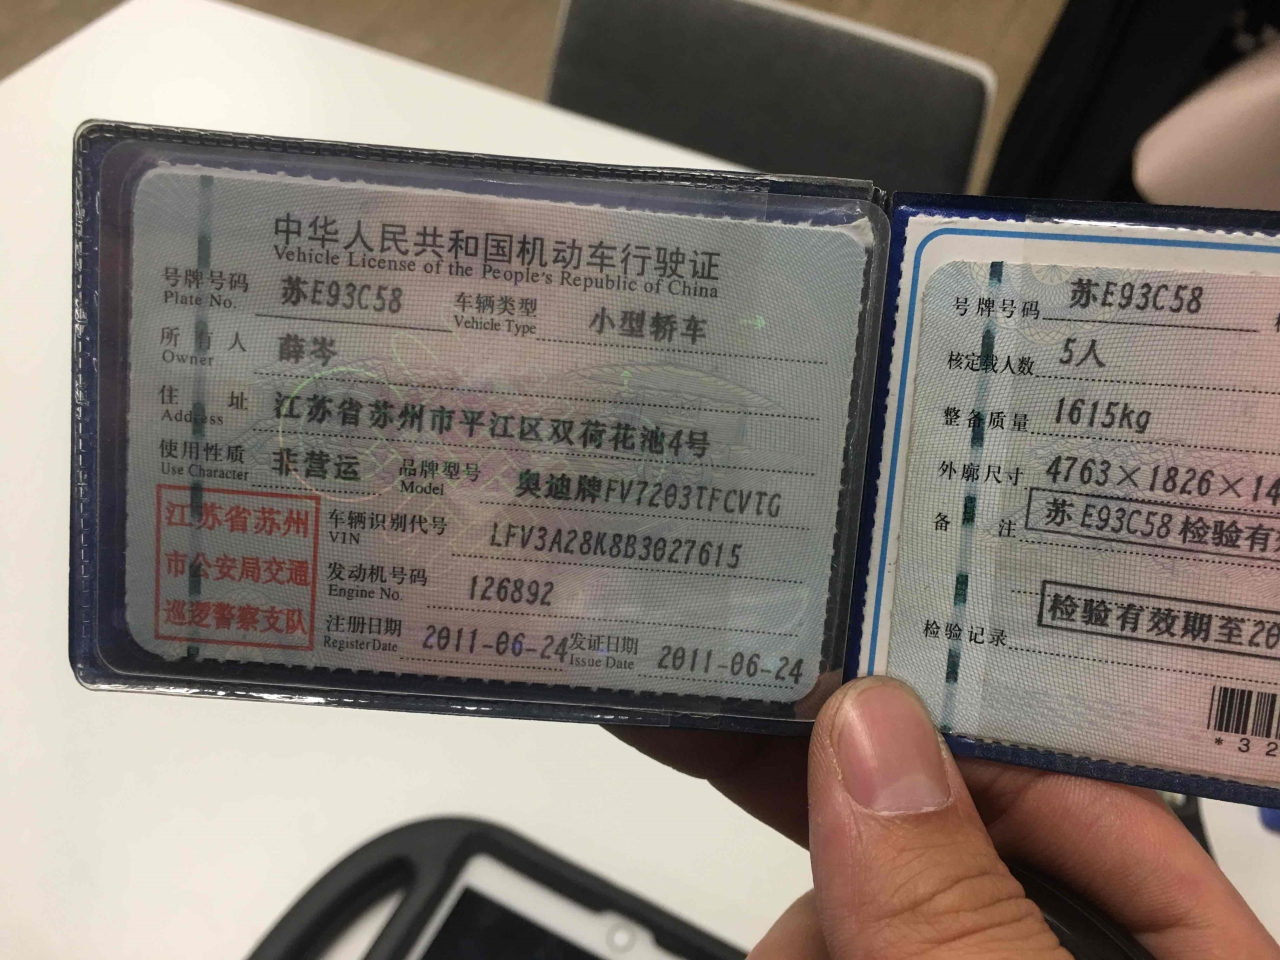 中华人民共和国机动车行驶证
Vehicle License of the People's Republic of China
号牌号码 苏E93C58 车辆类型 小型轿车
Plate No. Vehicle Type
所有人 薛岑
Owner
住址 江苏省苏州市平江区双荷花池4号
Address
使用性质 非营运 品牌型号 奥迪牌FV7203TFCVTG
Use Character Model
江苏省苏州
市公安局交通
巡逻警察支队
车辆识别代号 LFV3A28K8B3027615
VIN
发动机号码 126892
Engine No.
注册日期 2011-06-24 发证日期 2011-06-24
Register Date Issue Date
号牌号码 苏E93C58
核定载人数 5人
整备质量 1615kg
外廓尺寸 4763×1826×14
备注 苏E93C58 检验有
检验有效期至20
检验记录
*32